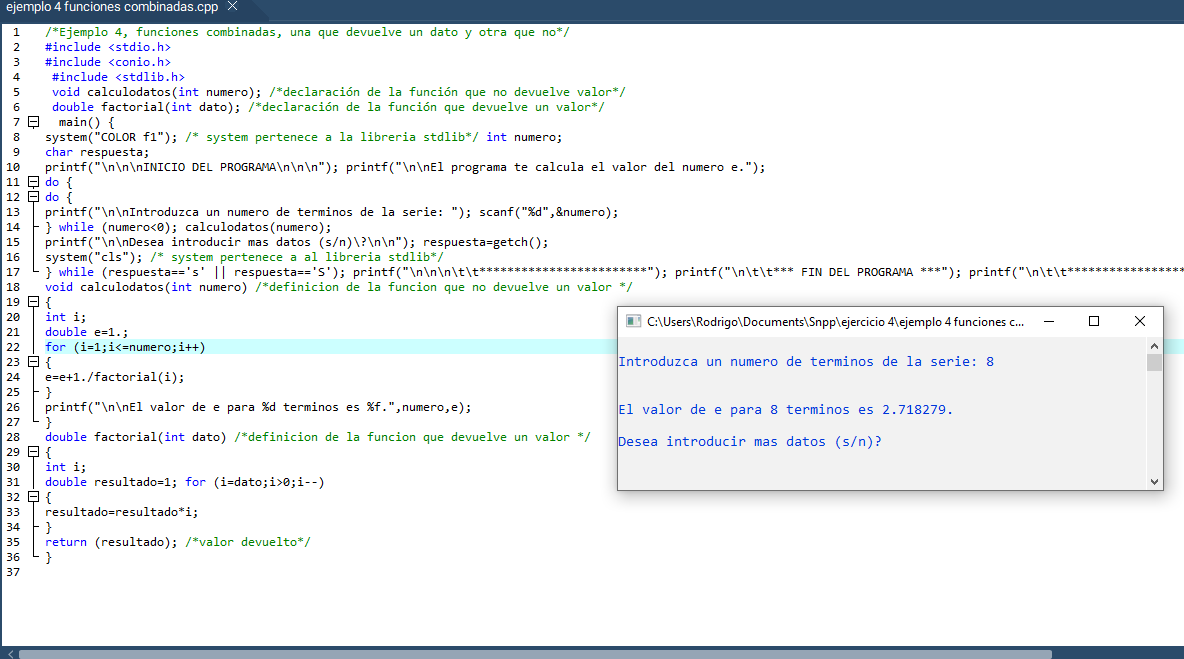 ejemplo 4 funciones combinadas.cpp
1 /*Ejemplo 4, funciones combinadas, una que devuelve un dato y otra que no*/
2 #include <stdio.h>
3 #include <conio.h>
4 #include <stdlib.h>
5 void calculodatos(int numero); /*declaración de la función que no devuelve valor*/
6 double factorial(int dato); /*declaración de la función que devuelve un valor*/
7 main() {
8 system("COLOR f1"); /* system pertenece a la libreria stdlib*/ int numero;
9 char respuesta;
10 printf("\n\n\nINICIO DEL PROGRAMA\n\n\n"); printf("\n\nEl programa te calcula el valor del numero e.");
11 do {
12 do {
13 printf("\n\nIntroduzca un numero de terminos de la serie: "); scanf("%d",&numero);
14 } while (numero<0); calculodatos(numero);
15 printf("\n\nDesea introducir mas datos (s/n)\?\n\n"); respuesta=getch();
16 system("cls"); /* system pertenece a al libreria stdlib*/
17 } while (respuesta=='s' || respuesta=='S'); printf("\n\n\n\t\t************************"); printf("\n\t\t*** FIN DEL PROGRAMA ***"); printf("\n\t\t*****************
18 void calculodatos(int numero) /*definicion de la funcion que no devuelve un valor */
19 {
20 int i;
21 double e=1.;
22 for (i=1;i<=numero;i++)
23 {
24 e=e+1./factorial(i);
25 }
26 printf("\n\nEl valor de e para %d terminos es %f.",numero,e);
27 }
28 double factorial(int dato) /*definicion de la funcion que devuelve un valor */
29 {
30 int i;
31 double resultado=1; for (i=dato;i>0;i--)
32 {
33 resultado=resultado*i;
34 }
35 return (resultado); /*valor devuelto*/
36 }
37
C:\Users\Rodrigo\Documents\Snpp\ejercicio 4\ejemplo 4 funciones c...
Introduzca un numero de terminos de la serie: 8
El valor de e para 8 terminos es 2.718279.
Desea introducir mas datos (s/n)?